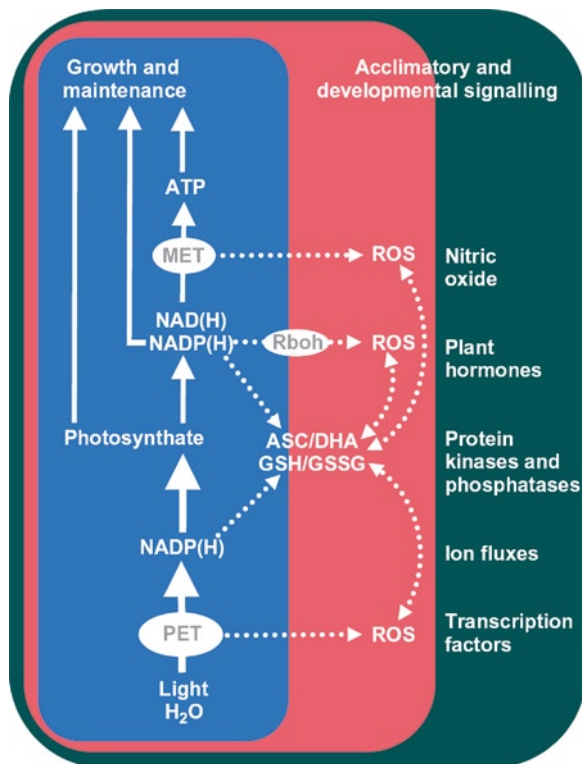 Growth and
maintenance
Acclimatory and
developmental signalling
ATP
MET
ROS
Nitric
oxide
NAD(H)
NADP(H)
Rboh
ROS
Plant
hormones
Photosynthate
ASC/DHA
GSH/GSSG
Protein
kinases and
phosphatases
NADP(H)
Ion fluxes
PET
ROS
Transcription
factors
Light
H₂O